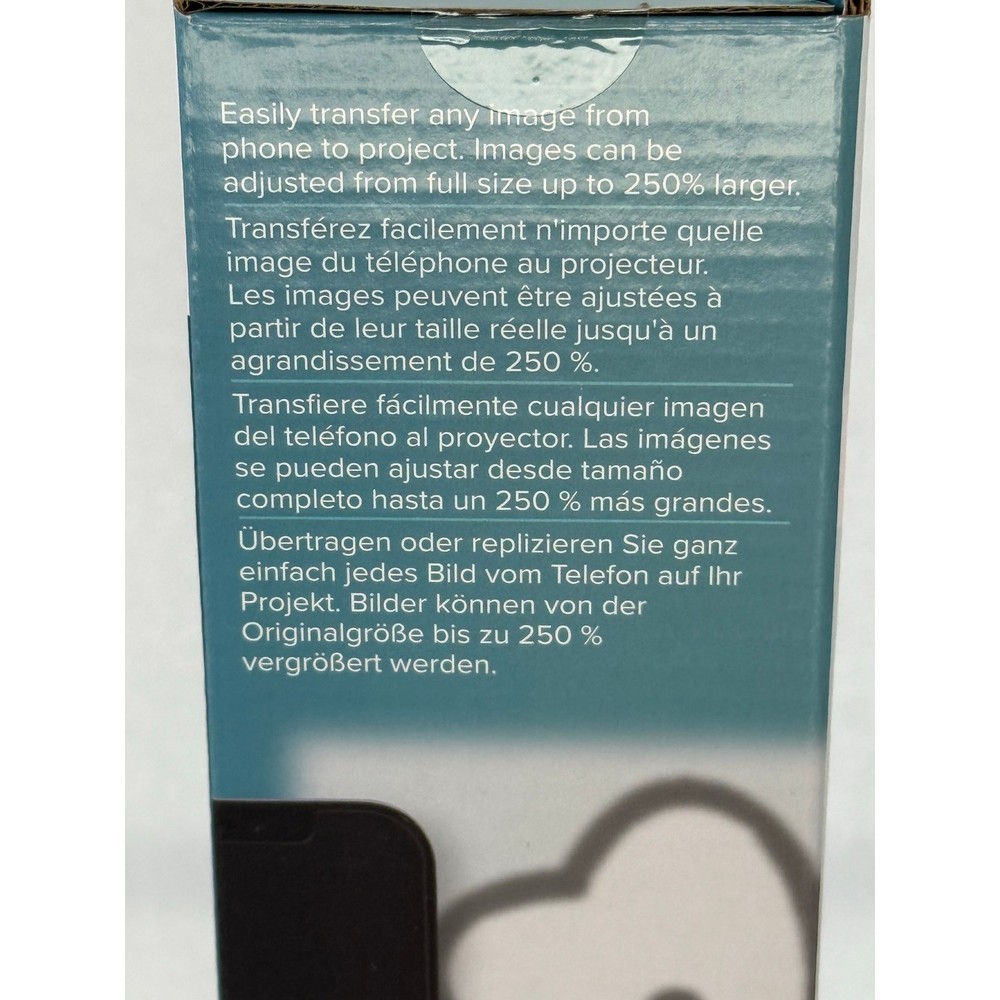 Easily transfer any image from
phone to project. Images can be
adjusted from full size up to 250% larger.
Transférez facilement n'importe quelle
image du téléphone au projecteur.
Les images peuvent être ajustées à
partir de leur taille réelle jusqu'à un
agrandissement de 250 %.
Transfiere fácilmente cualquier imagen
del teléfono al proyector. Las imágenes
se pueden ajustar desde tamaño
completo hasta un 250 % más grandes.
Übertragen oder replizieren Sie ganz
einfach jedes Bild vom Telefon auf Ihr
Projekt. Bilder können von der
Originalgröße bis zu 250 %
vergrößert werden.